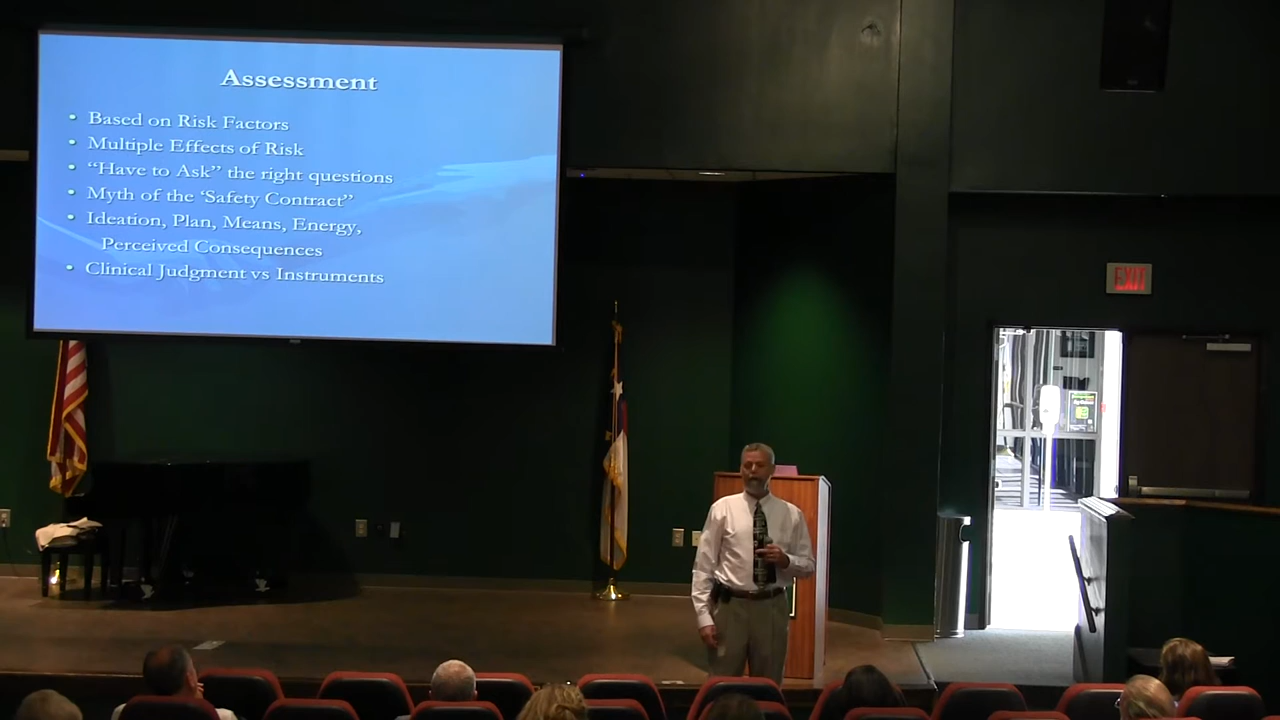 Assessment
• Based on Risk Factors
• Multiple Effects of Risk
• “Have to Ask” the right questions
• Myth of the ‘Safety Contract”
• Ideation, Plan, Means, Energy,
Perceived Consequences
• Clinical Judgment vs Instruments
EXIT